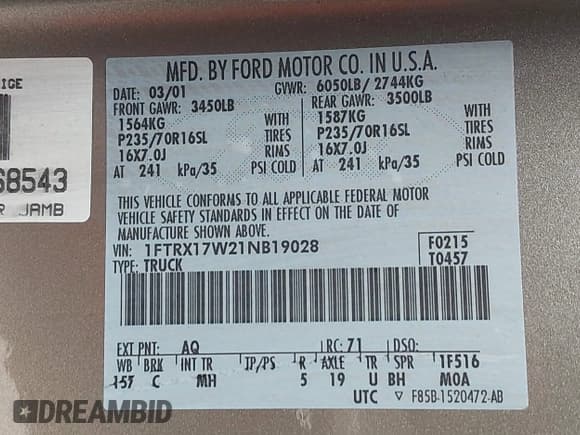 MFD. BY FORD MOTOR CO. IN U.S.A.
DATE: 03/01 GVWR: 6050LB/ 2744KG
FRONT GAWR: 3450LB REAR GAWR: 3500LB
1564KG WITH 1587KG WITH
P235/70R16SL TIRES P235/70R16SL TIRES
16X7.0J RIMS 16X7.0J RIMS
AT 241 kPa/35 PSI COLD AT 241 kPa/35 PSI COLD
THIS VEHICLE CONFORMS TO ALL APPLICABLE FEDERAL MOTOR
VEHICLE SAFETY STANDARDS IN EFFECT ON THE DATE OF
MANUFACTURE SHOWN ABOVE.
VIN: 1FTRX17W21NB19028 F0215
TYPE: TRUCK T0457
EXT PNT: AQ RC: 71 DSO:
WB BRK INT TR TP/PS R AXLE TR SPR 1F516
157 C MH 5 19 U BH M0A
UTC ▽ F85B-1520472-AB
68543
JAMB
DREAMBID